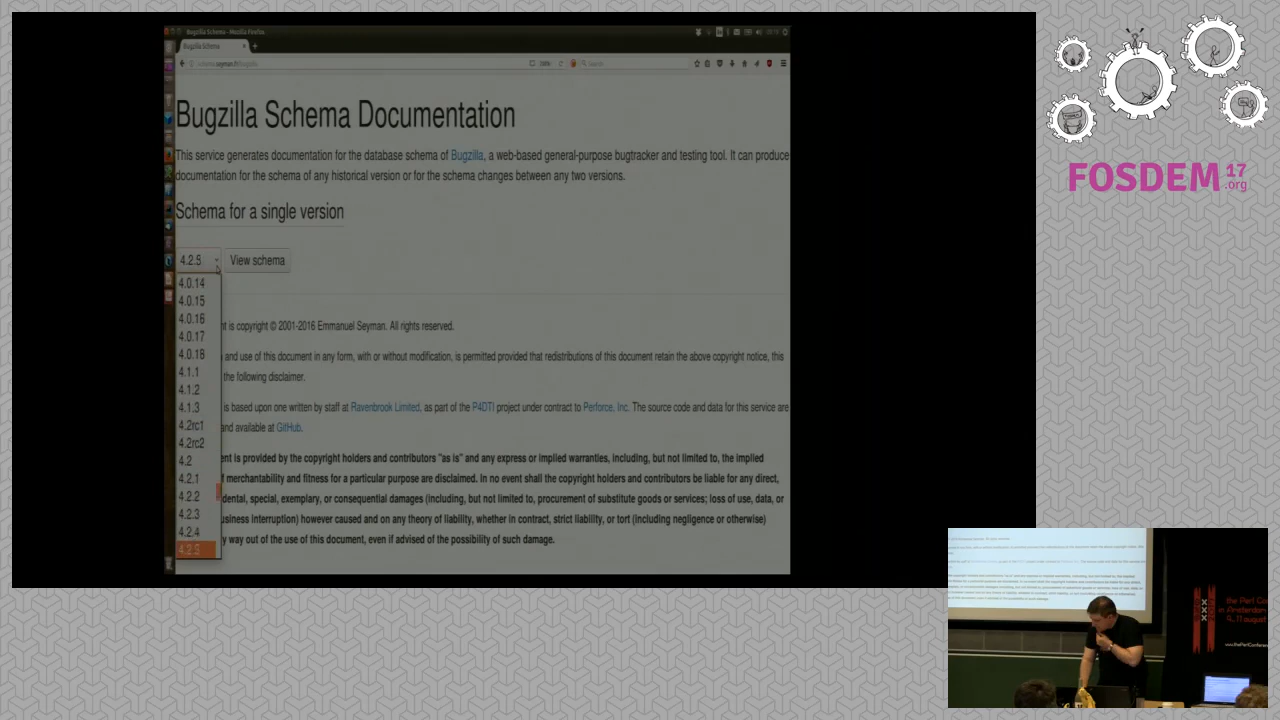 Bugzilla Schema - Mozilla Firefox
Bugzilla Schema
Search
Bugzilla Schema Documentation
This service generates documentation for the database schema of Bugzilla, a web-based general-purpose bugtracker and testing tool. It can produce
documentation for the schema of any historical version or for the schema changes between any two versions.
Schema for a single version
4.2.5
View schema
4.0.14
4.0.15
4.0.16
4.0.17
4.0.18
4.1.1
4.1.2
4.1.3
4.2rc1
4.2rc2
4.2
4.2.1
4.2.2
4.2.3
4.2.4
4.2.5
t is copyright © 2001-2016 Emmanuel Seyman. All rights reserved.
and use of this document in any form, with or without modification, is permitted provided that redistributions of this document retain the above copyright notice, this
the following disclaimer.
is based upon one written by staff at Ravenbrook Limited, as part of the P4DTI project under contract to Perforce, Inc. The source code and data for this service are
and available at GitHub.
ent is provided by the copyright holders and contributors "as is" and any express or implied warranties, including, but not limited to, the implied
f merchantability and fitness for a particular purpose are disclaimed. In no event shall the copyright holders and contributors be liable for any direct,
dental, special, exemplary, or consequential damages (including, but not limited to, procurement of substitute goods or services; loss of use, data, or
usiness interruption) however caused and on any theory of liability, whether in contract, strict liability, or tort (including negligence or otherwise)
y way out of the use of this document, even if advised of the possibility of such damage.
FOSDEM 17
.org
the Perl Co
in Amsterdam